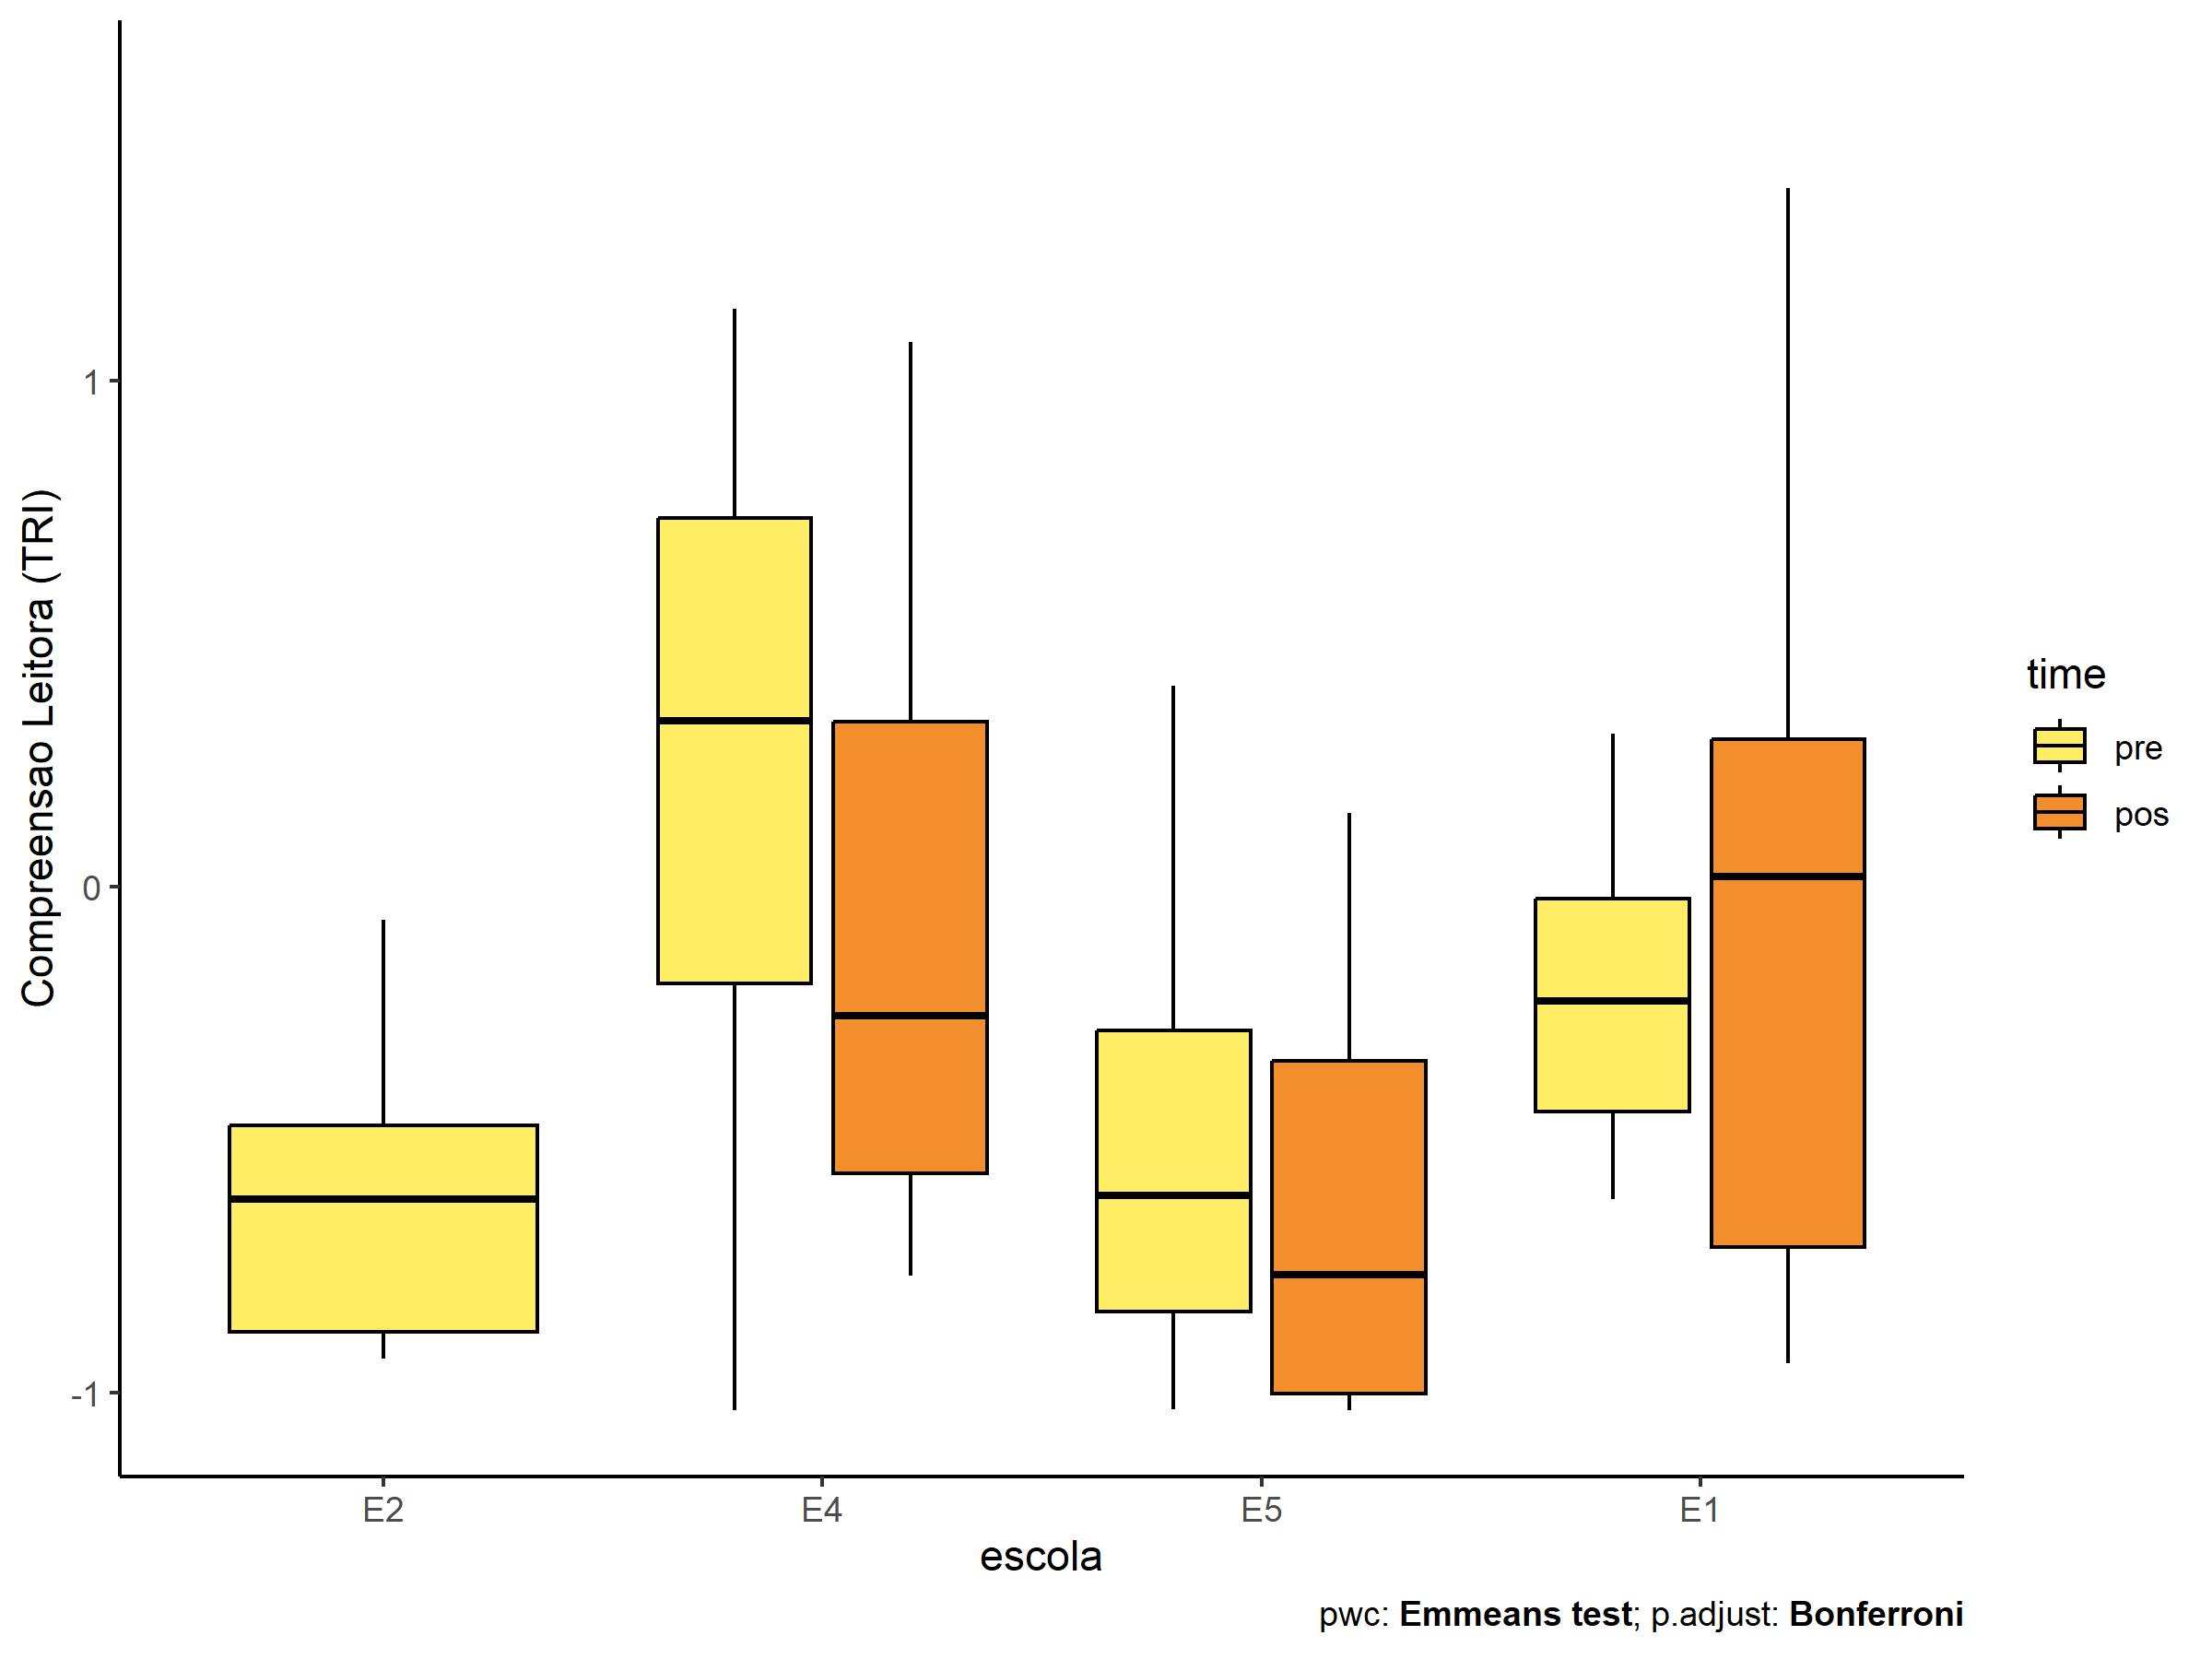 Compreensao Leitora (TRI)
1
0
-1
E2
E4
E5
E1
escola
time
pre
pos
pwc: Emmeans test; p.adjust: Bonferroni